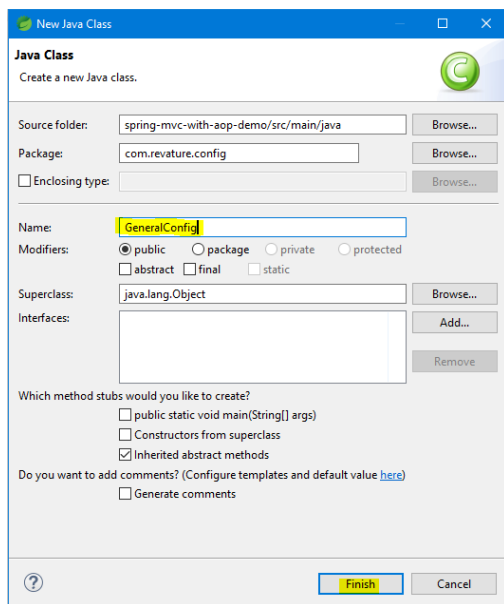 New Java Class
Java Class
Create a new Java class.
Source folder: spring-mvc-with-aop-demo/src/main/java Browse...
Package: com.revature.config Browse...
Enclosing type: Browse...
Name: GeneralConfig
Modifiers: public package private protected
abstract final static
Superclass: java.lang.Object Browse...
Interfaces: Add...
Remove
Which method stubs would you like to create?
public static void main(String[] args)
Constructors from superclass
Inherited abstract methods
Do you want to add comments? (Configure templates and default value here)
Generate comments
? Finish Cancel